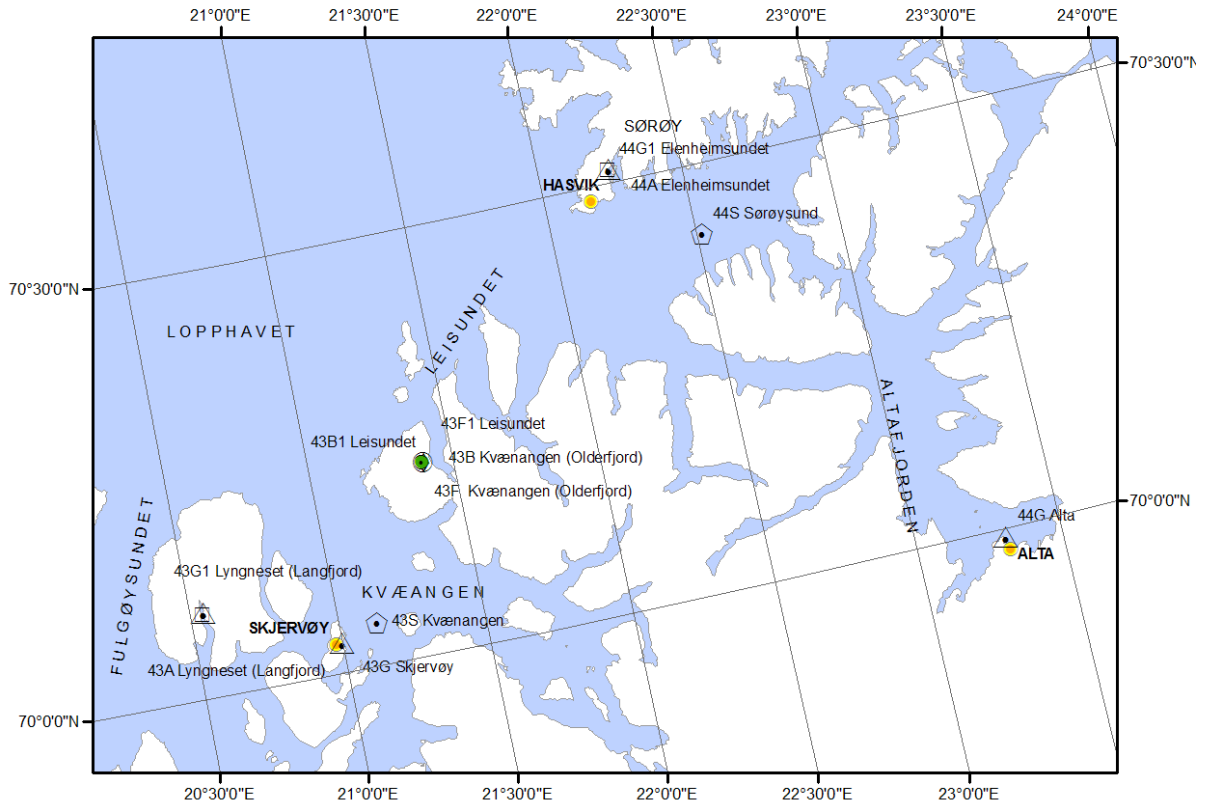 21°0'0"E
21°30'0"E
22°0'0"E
22°30'0"E
23°0'0"E
23°30'0"E
24°0'0"E
70°30'0"N
SØRØY
44G1 Elenheimsundet
HASVIK
44A Elenheimsundet
44S Sørøysund
70°30'0"N
LOPPHAVET
LEISUNDET
ALTAFJORDEN
43F1 Leisundet
43B1 Leisundet
43B Kvænangen (Olderfjord)
43F Kvænangen (Olderfjord)
70°0'0"N
FULGØYSUNDET
44G Alta
ALTA
43G1 Lyngneset (Langfjord)
KVÆANGEN
SKJERVØY
43S Kvænangen
43A Lyngneset (Langfjord)
43G Skjervøy
70°0'0"N
20°30'0"E
21°0'0"E
21°30'0"E
22°0'0"E
22°30'0"E
23°0'0"E